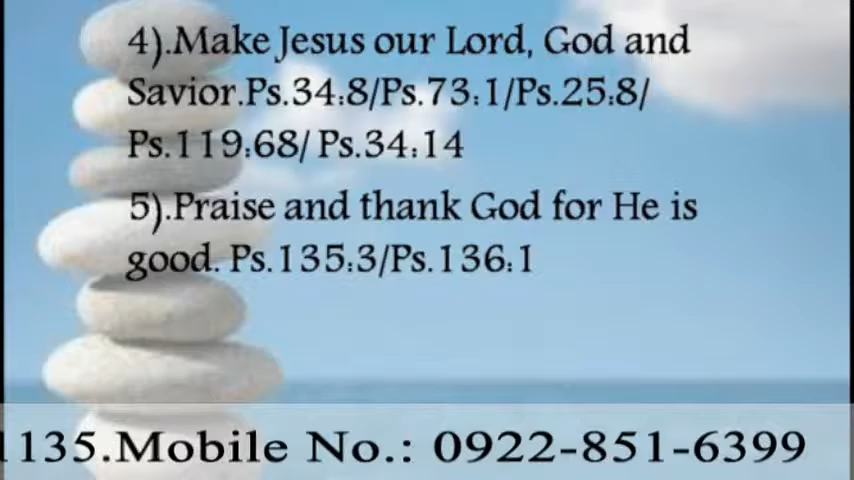 4).Make Jesus our Lord, God and
Savior.Ps.34:8/Ps.73:1/Ps.25:8/
Ps.119:68/ Ps.34:14
5).Praise and thank God for He is
good. Ps.135:3/Ps.136:1
1135.Mobile No.: 0922-851-6399